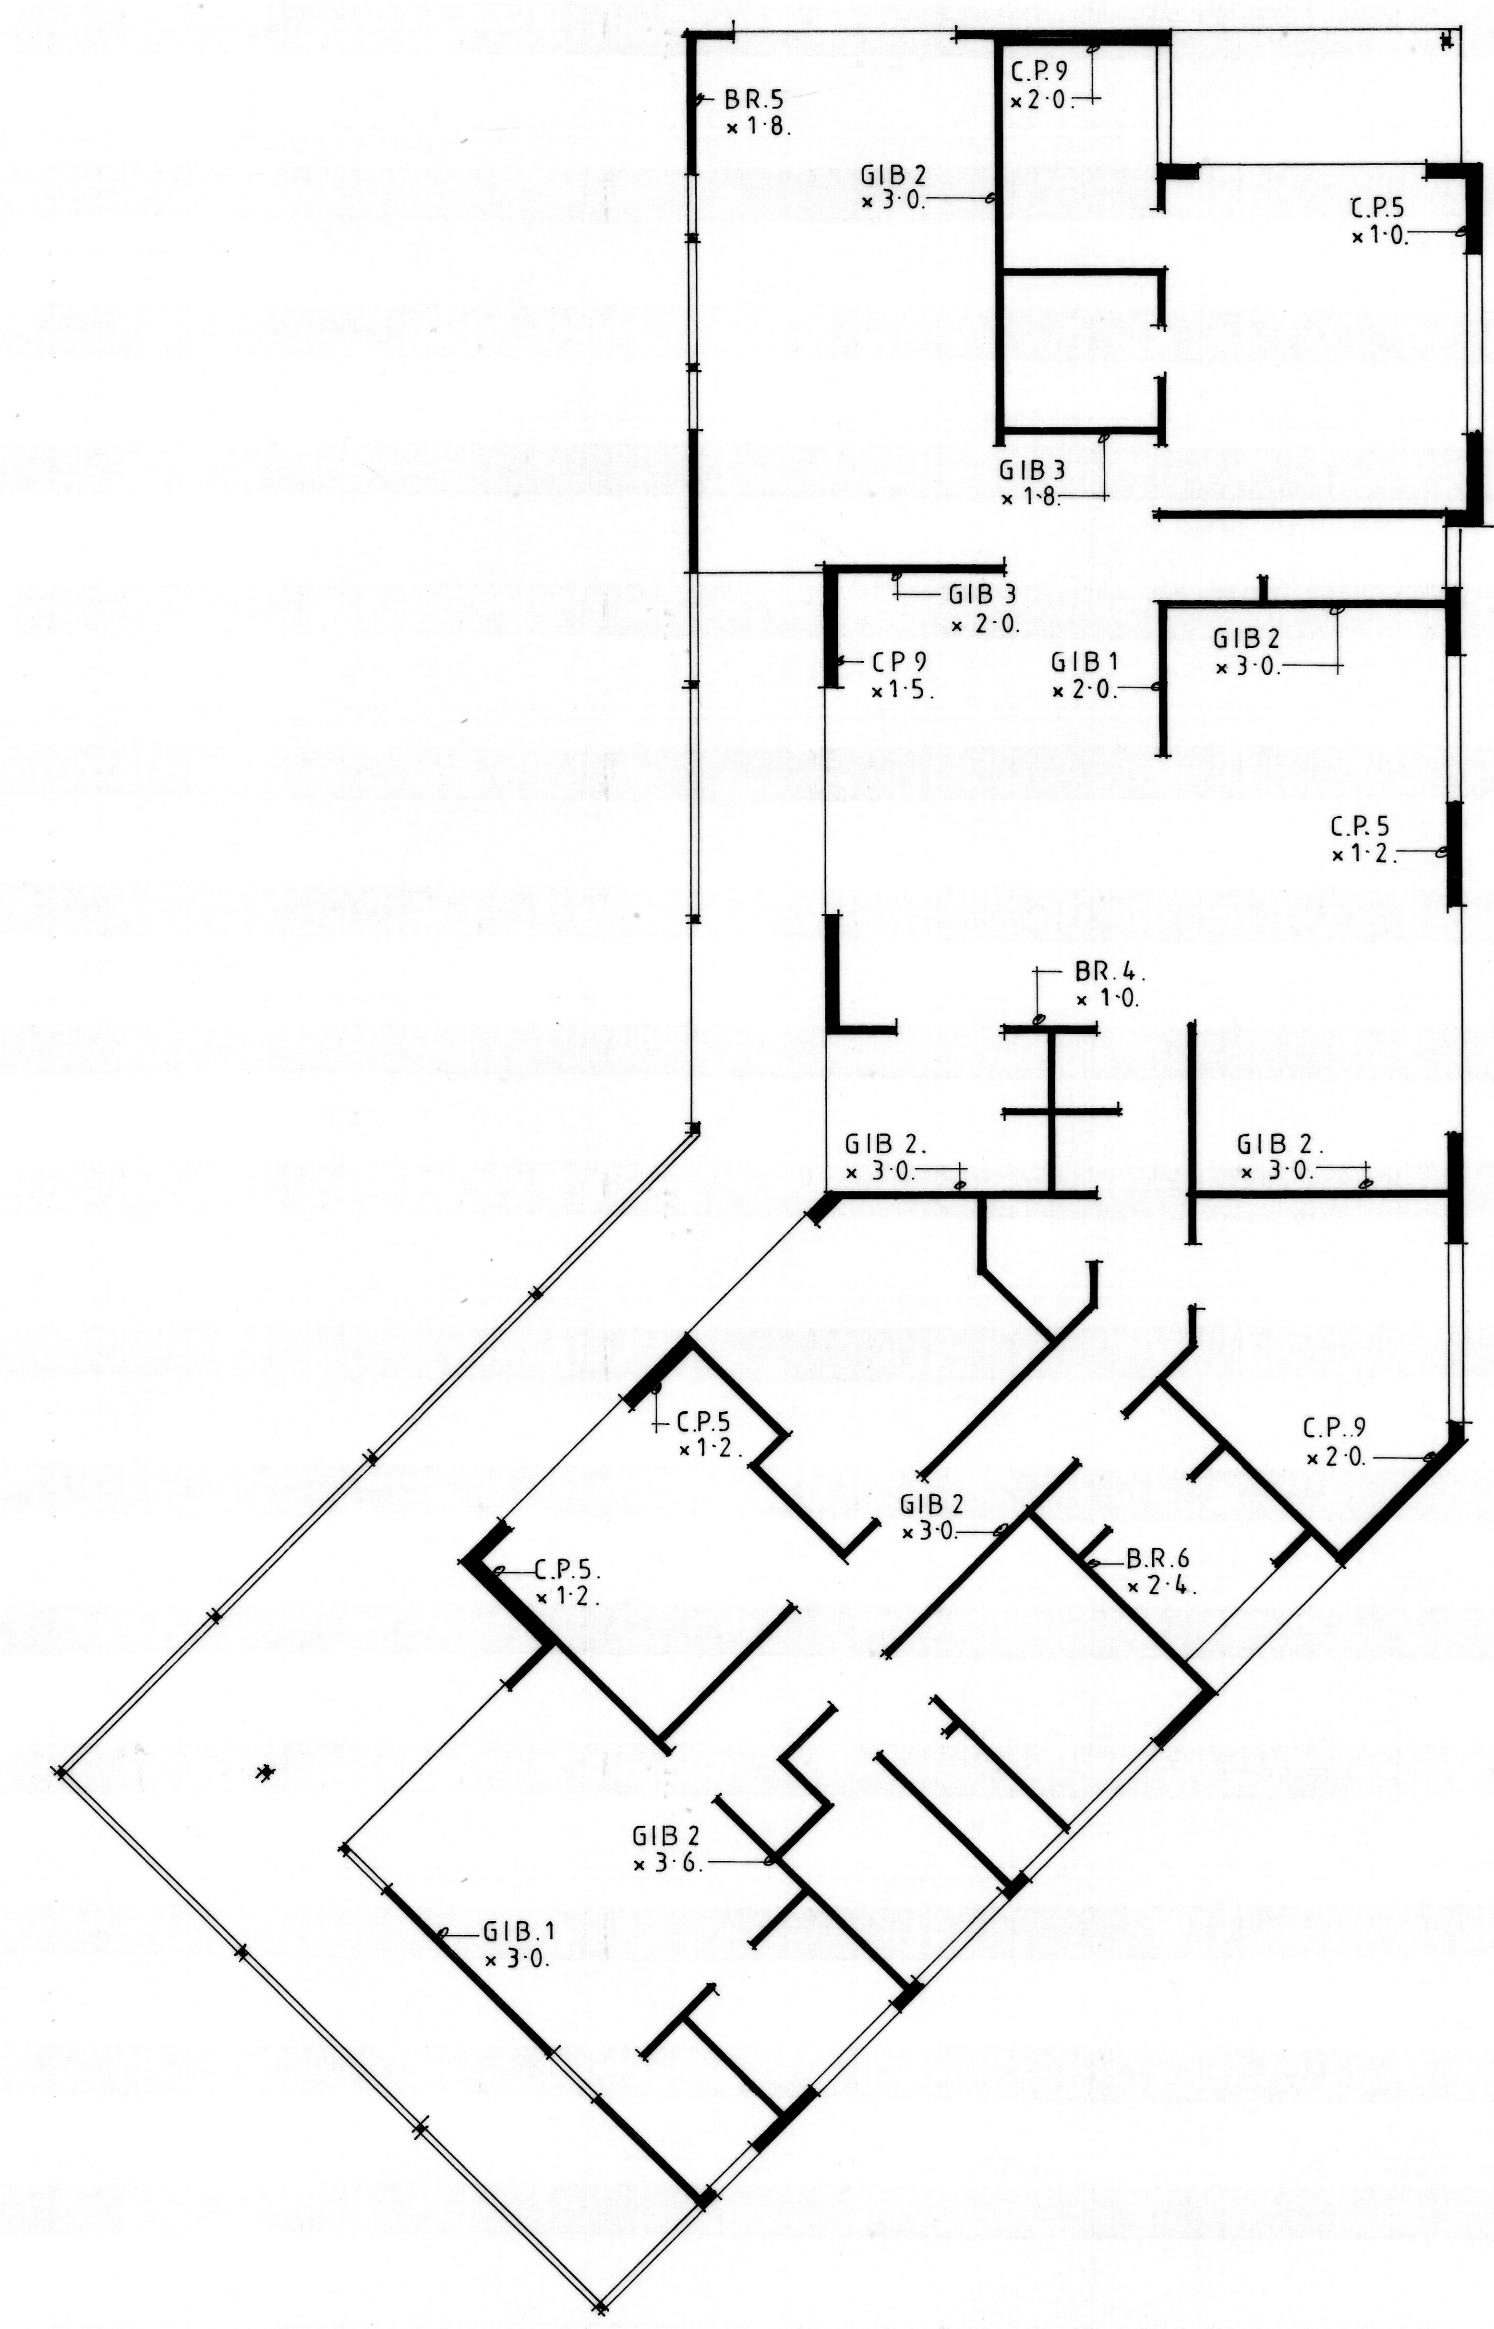 C.P.9
× 2·0.
BR.5
× 1·8.
GIB 2
× 3·0.
C.P.5
× 1·0.
GIB 3
× 1·8.
GIB 3
× 2·0.
GIB 2
× 3·0.
CP 9
× 1·5.
GIB 1
× 2·0.
C.P.5
× 1·2.
BR.4.
× 1·0.
GIB 2.
× 3·0.
GIB 2.
× 3·0.
C.P.5
× 1·2.
C.P..9
× 2·0.
GIB 2
× 3·0.
C.P.5.
× 1·2.
B.R.6
× 2·4.
GIB 2
× 3·6.
GIB.1
× 3·0.